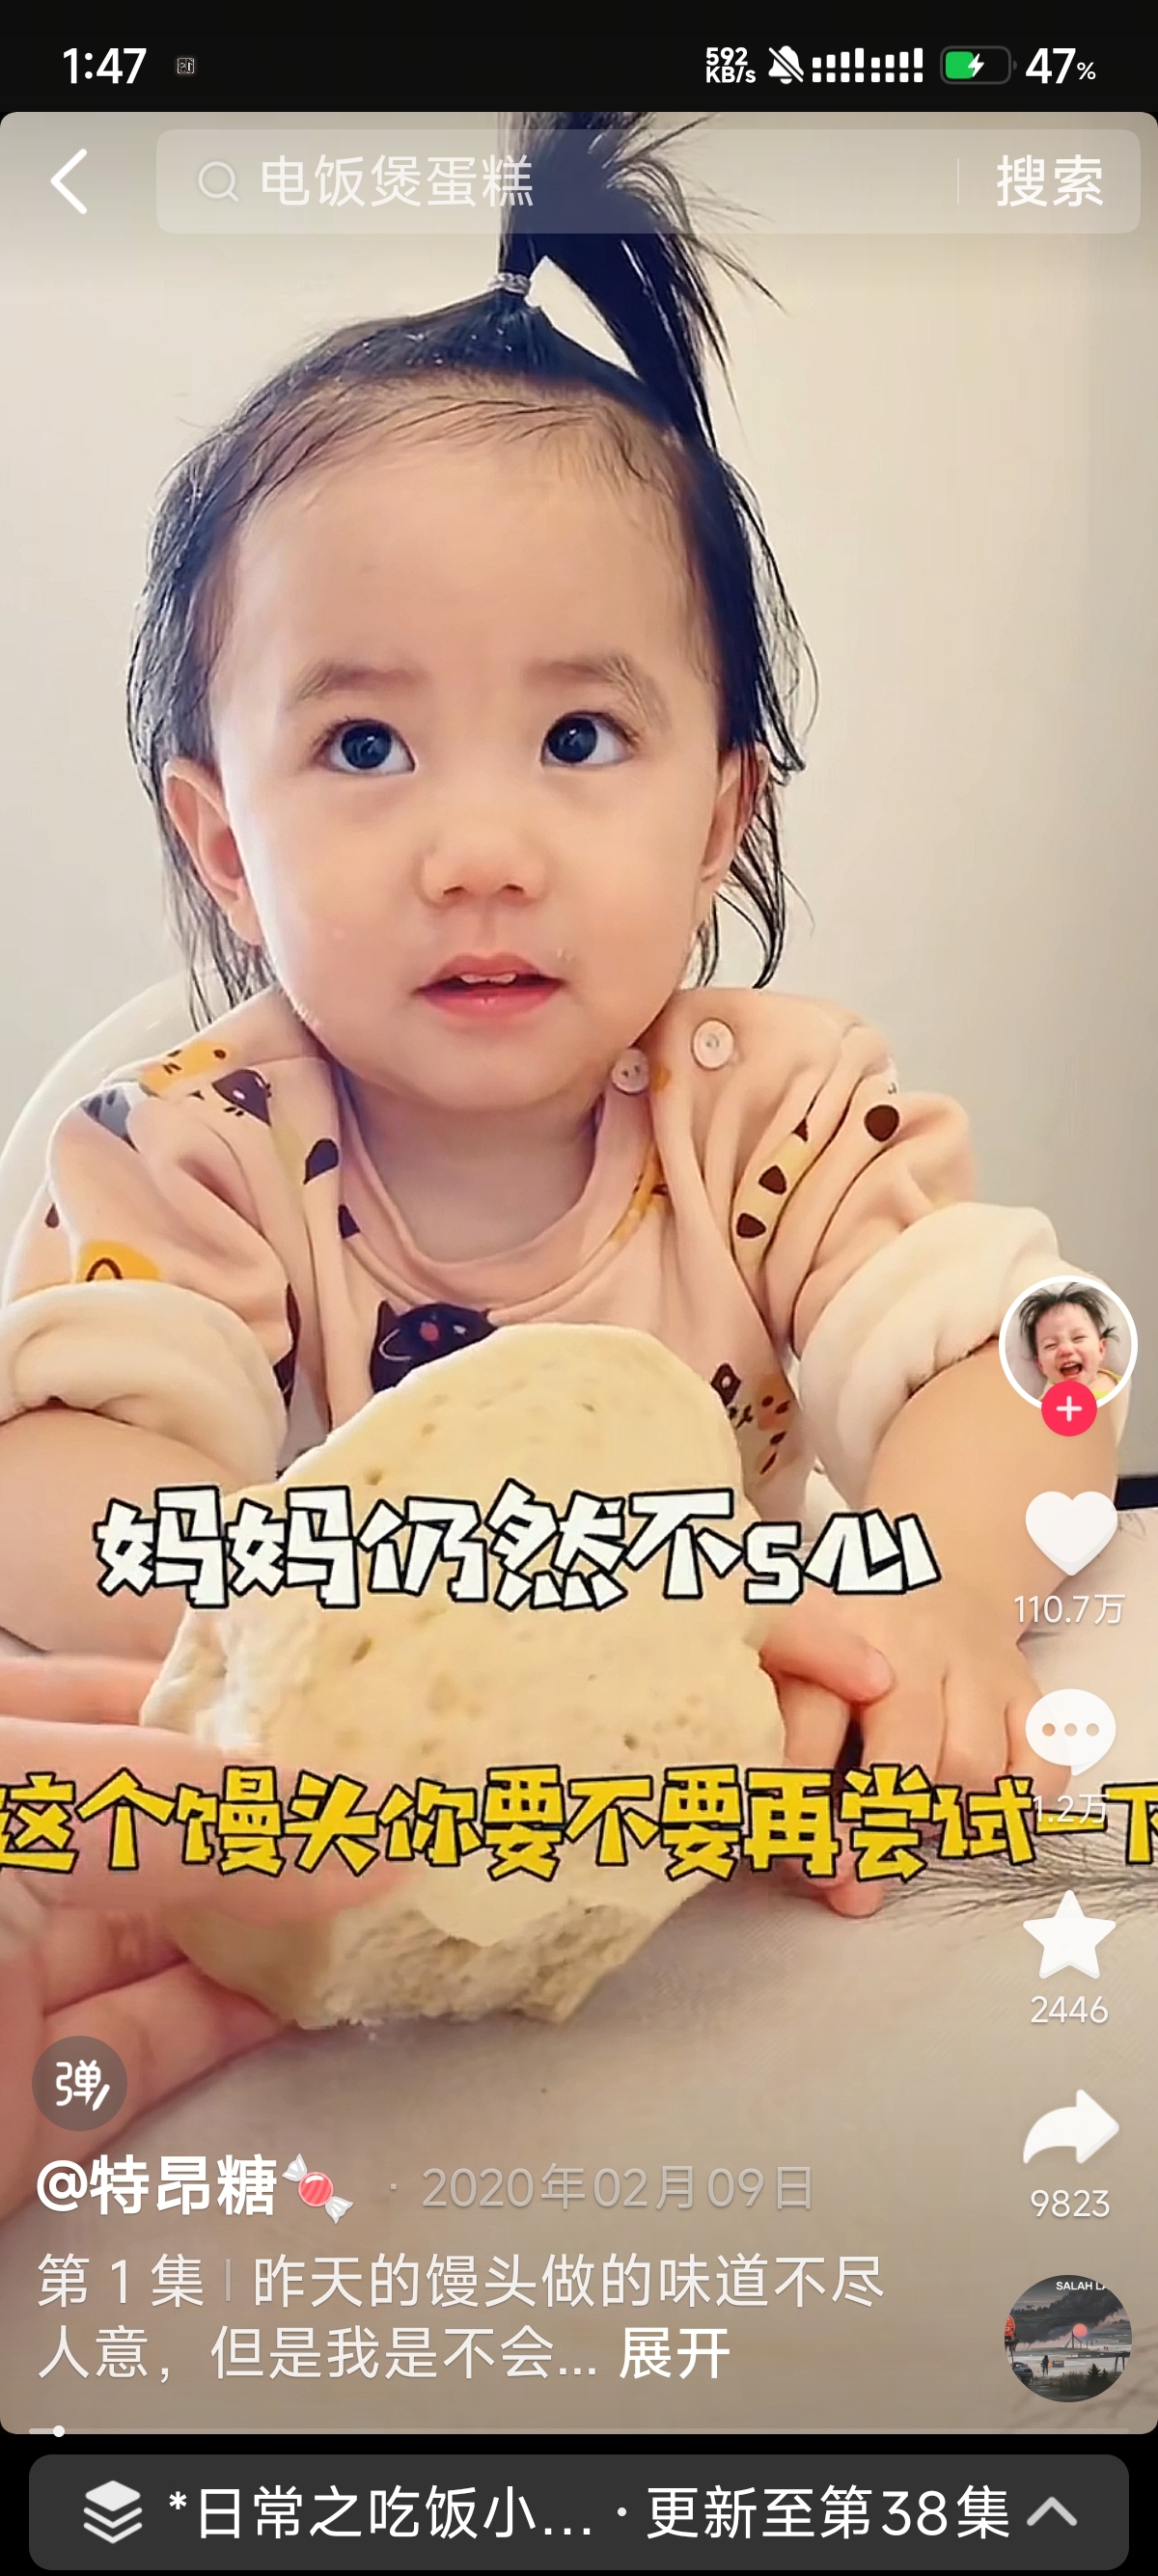 1:47
592
KB/s
47%
电饭煲蛋糕
搜索
妈妈仍然不s心
110.7万
这个馒头你要不要再尝试一下
1.2万
2446
弹
@特昂糖 · 2020年02月09日
9823
第 1 集 | 昨天的馒头做的味道不尽
SALAH
人意，但是我是不会... 展开
*日常之吃饭小... · 更新至第38集